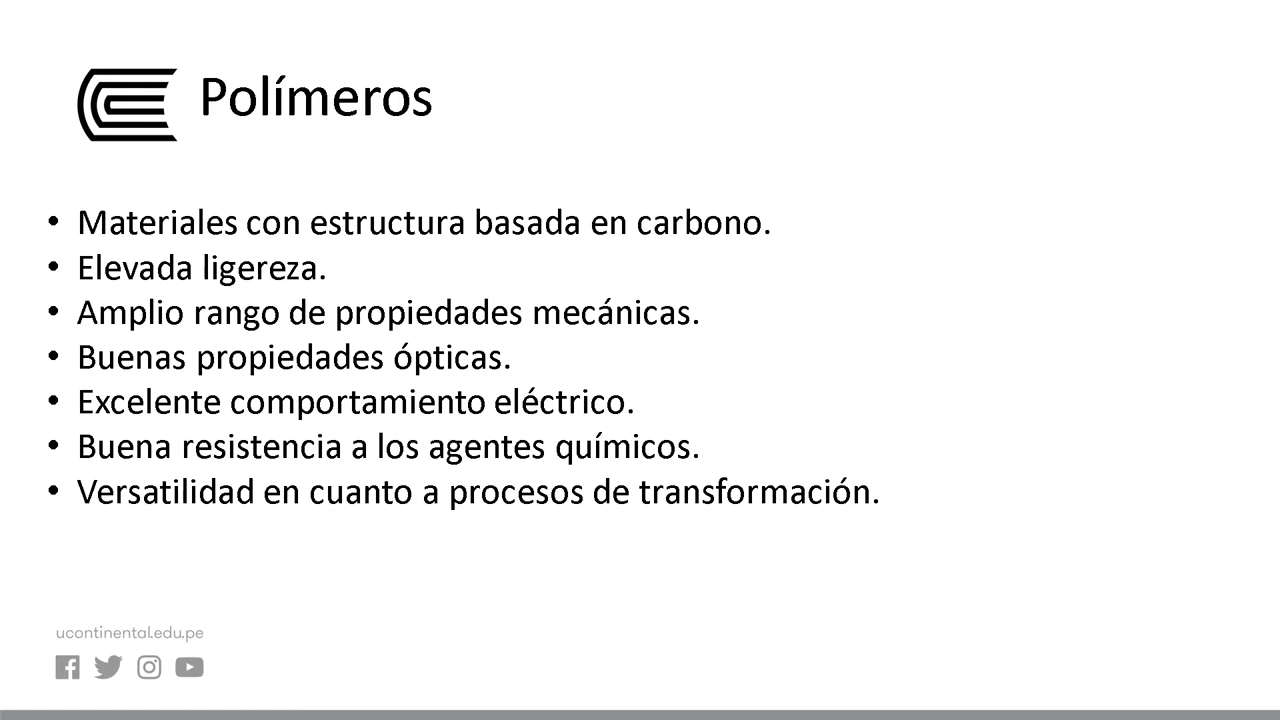 Polímeros
• Materiales con estructura basada en carbono.
• Elevada ligereza.
• Amplio rango de propiedades mecánicas.
• Buenas propiedades ópticas.
• Excelente comportamiento eléctrico.
• Buena resistencia a los agentes químicos.
• Versatilidad en cuanto a procesos de transformación.
ucontinental.edu.pe